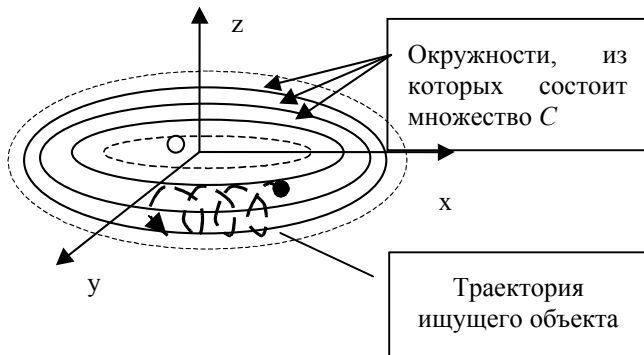 z
Окружности, из
которых состоит
множество C
x
y
Траектория
ищущего объекта